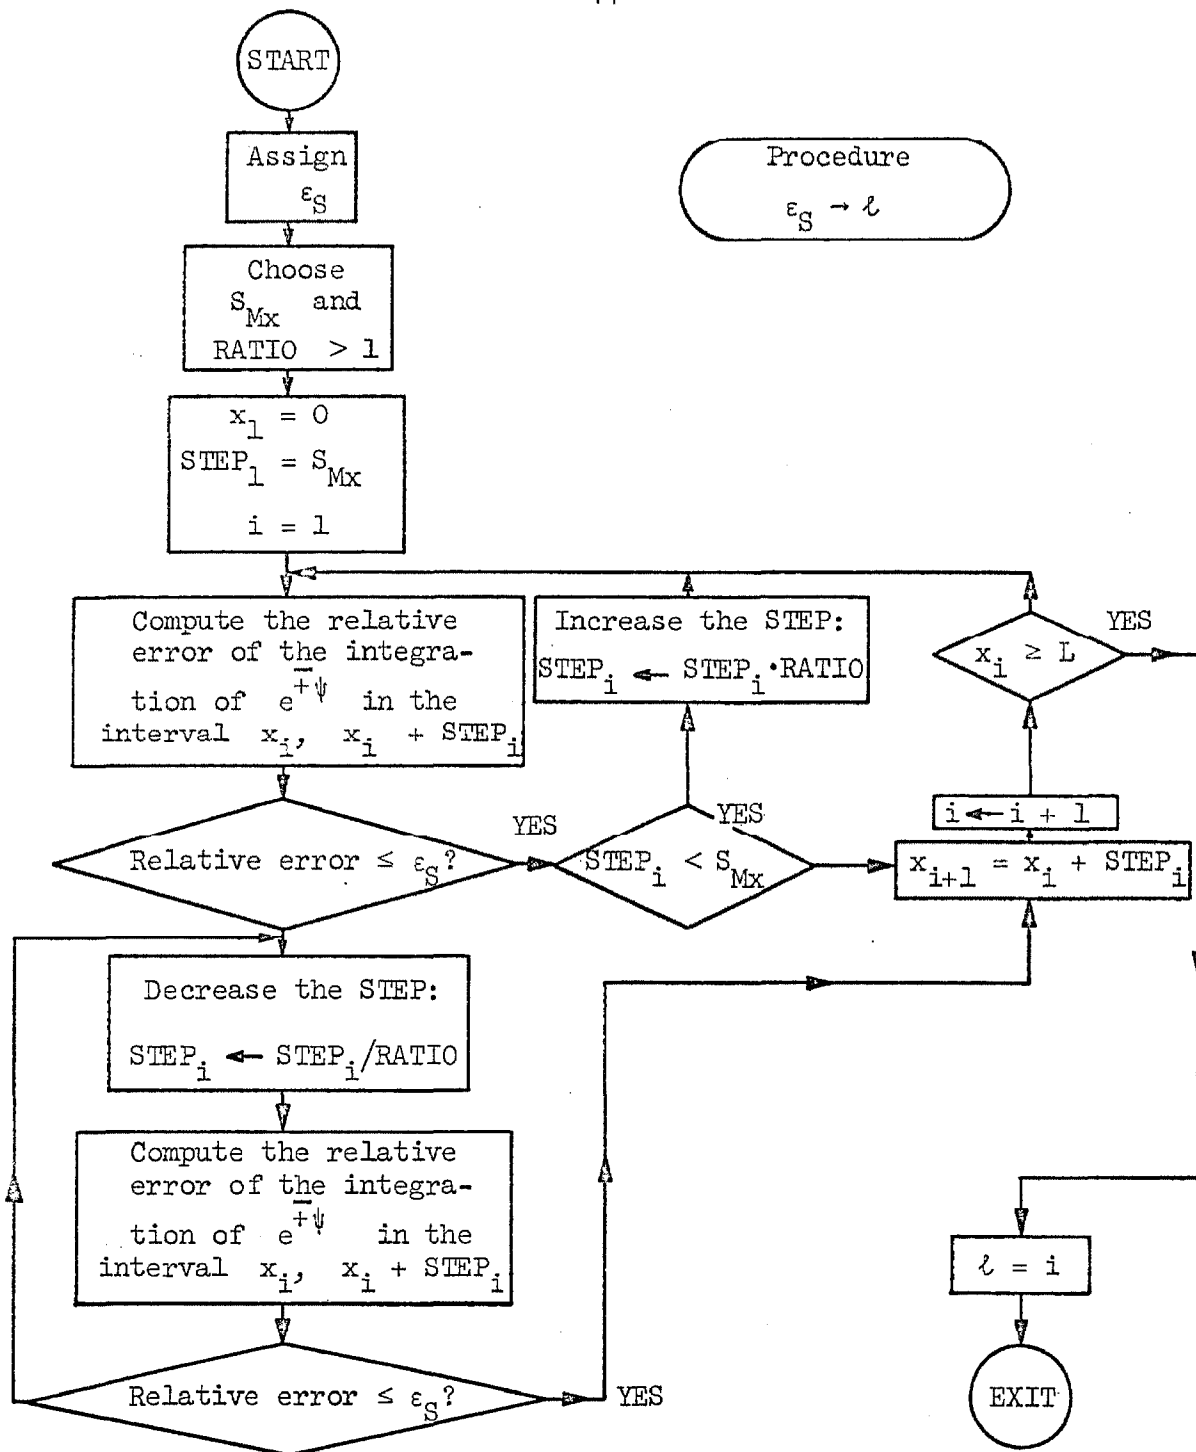 START
Assign
ε_S
Choose
S_Mx and
RATIO > 1
x_1 = 0
STEP_1 = S_Mx
i = 1
Procedure
ε_S → ℓ
Compute the relative
error of the integra-
tion of e^∓ψ in the
interval x_i, x_i + STEP_i
Increase the STEP:
STEP_i ← STEP_i·RATIO
x_i ≥ L
YES
i ← i + 1
x_i+1 = x_i + STEP_i
Relative error ≤ ε_S?
YES
STEP_i < S_Mx
YES
Decrease the STEP:
STEP_i ← STEP_i/RATIO
Compute the relative
error of the integra-
tion of e^∓ψ in the
interval x_i, x_i + STEP_i
Relative error ≤ ε_S?
YES
ℓ = i
EXIT